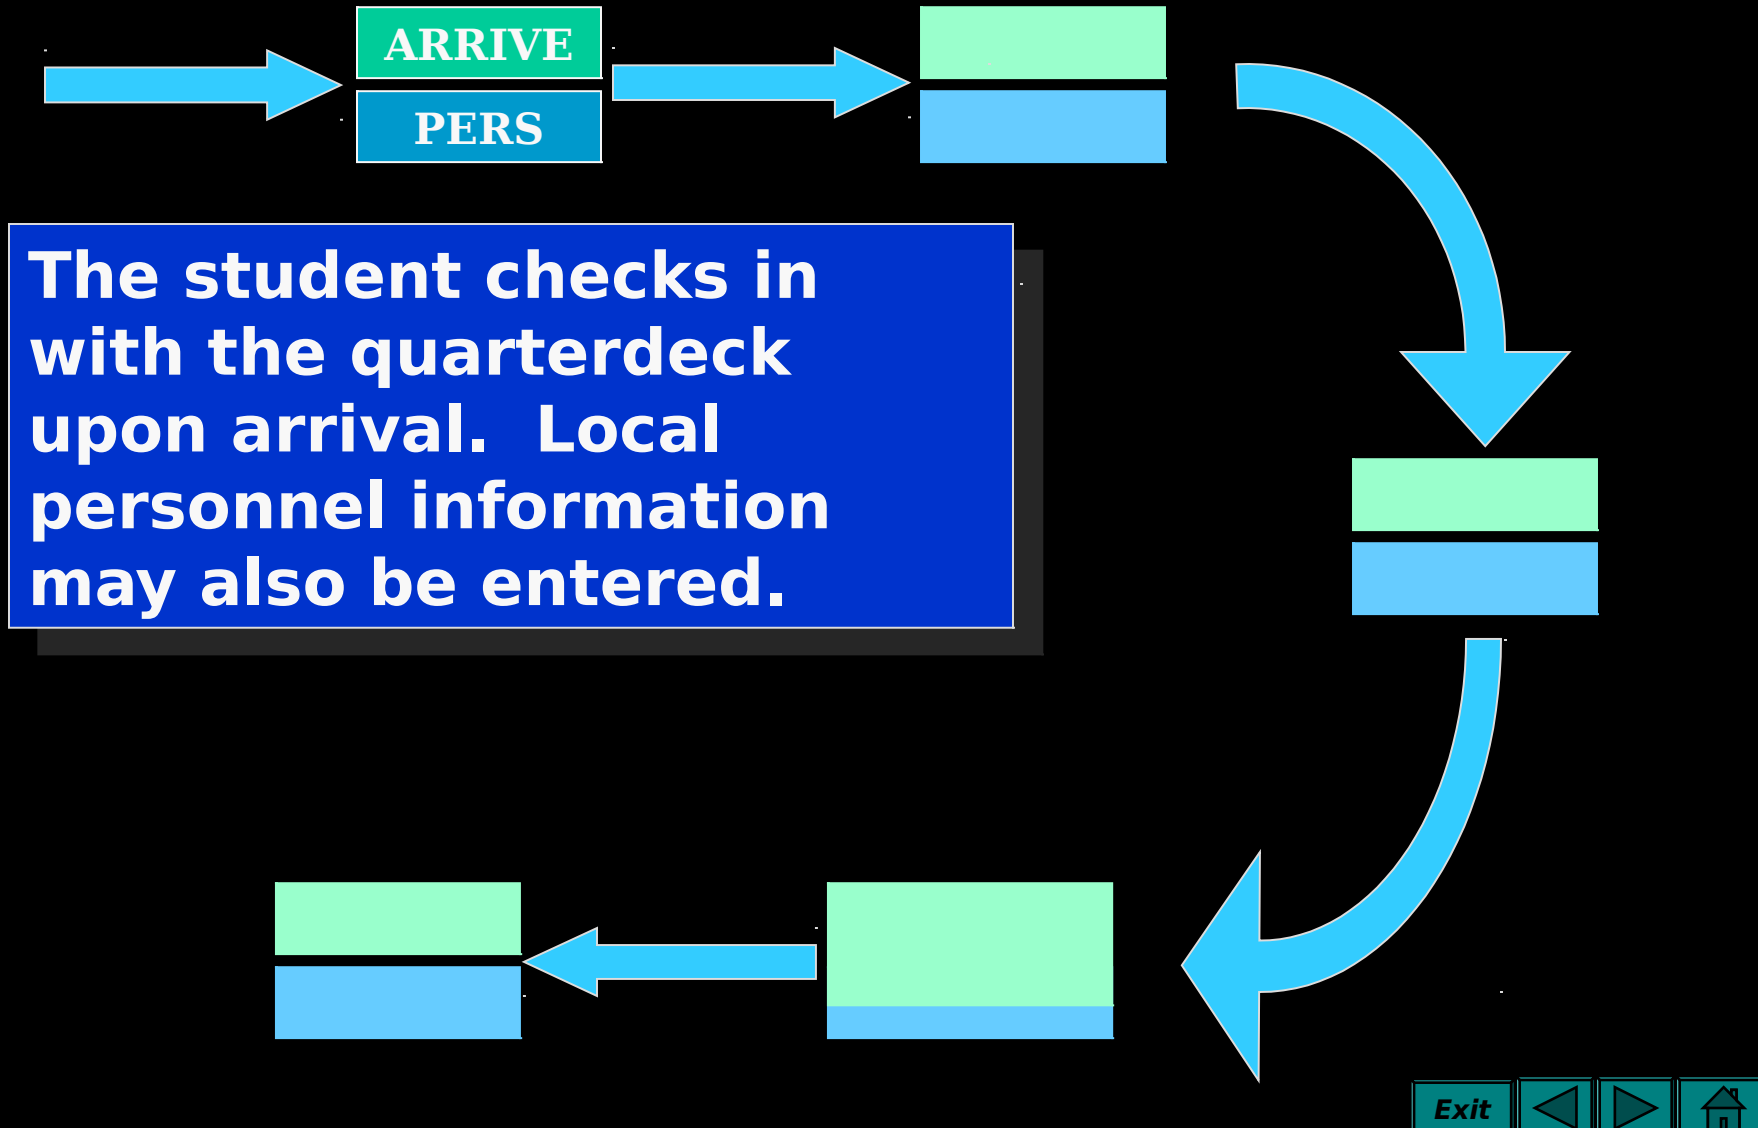 ARRIVE
PERS
The student checks in
with the quarterdeck
upon arrival.  Local
personnel information
may also be entered.
Exit